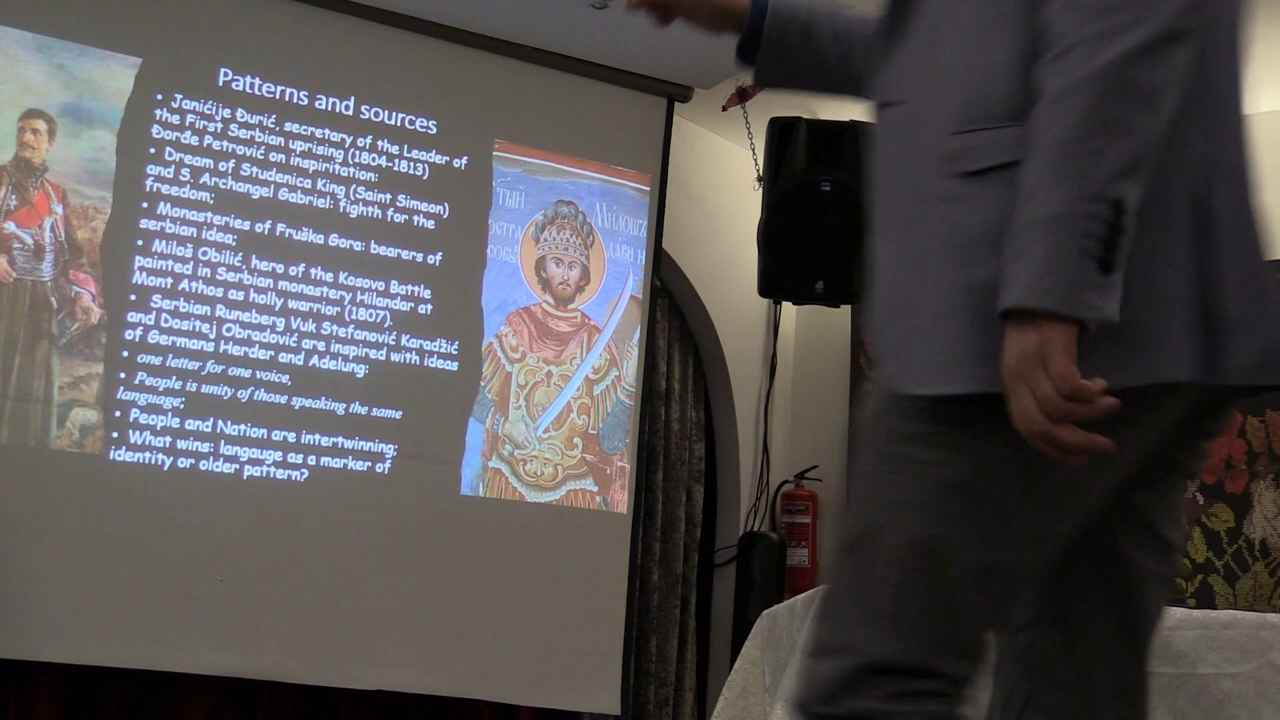 Patterns and sources
• Janićije Đurić, secretary of the Leader of
the First Serbian uprising (1804-1813)
Đorđe Petrović on inspiritation:
• Dream of Studenica King (Saint Simeon)
and S. Archangel Gabriel: fighth for the
freedom;
• Monasteries of Fruška Gora: bearers of
serbian idea;
• Miloš Obilić, hero of the Kosovo Battle
painted in Serbian monastery Hilandar at
Mont Athos as holly warrior (1807).
• Serbian Runeberg Vuk Stefanović Karadžić
and Dositej Obradović are inspired with ideas
of Germans Herder and Adelung:
• one letter for one voice,
• People is unity of those speaking the same
language;
• People and Nation are intertwinning;
• What wins: langauge as a marker of
identity or older pattern?